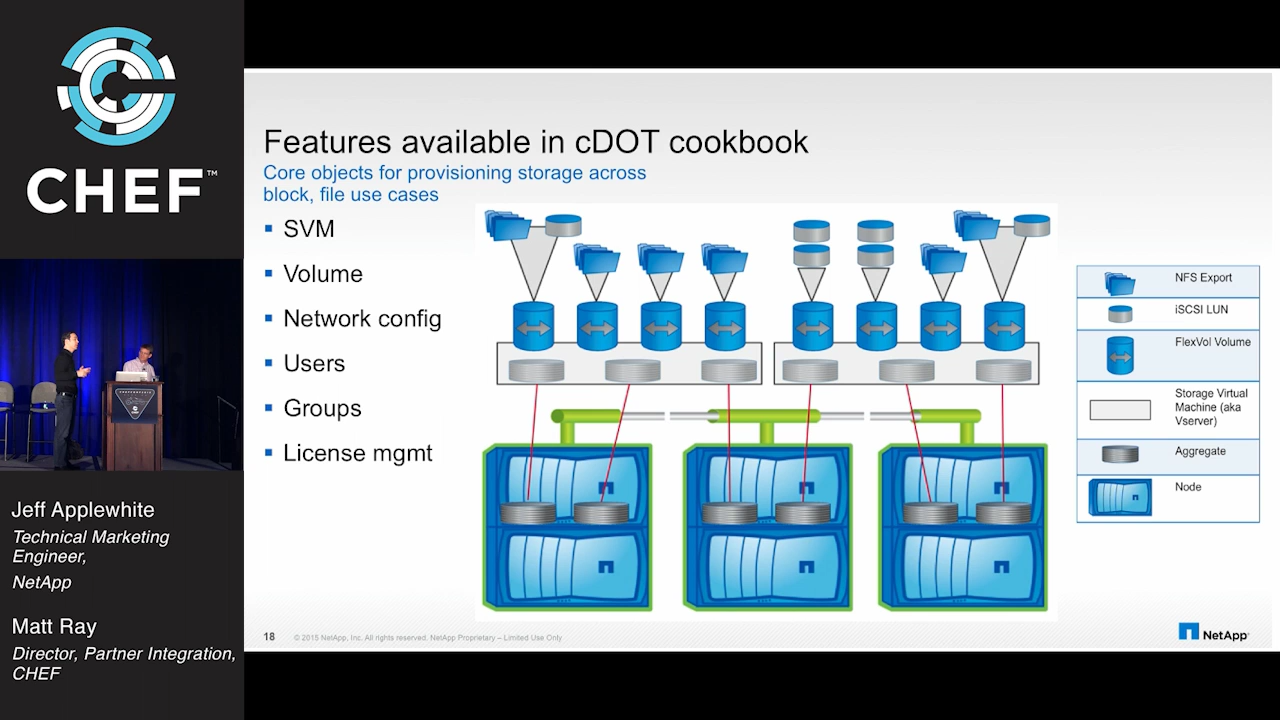 CHEF™
Jeff Applewhite
Technical Marketing
Engineer,
NetApp
Matt Ray
Director, Partner Integration,
CHEF
Features available in cDOT cookbook
Core objects for provisioning storage across
block, file use cases
▪ SVM
▪ Volume
▪ Network config
▪ Users
▪ Groups
▪ License mgmt
NFS Export
iSCSI LUN
FlexVol Volume
Storage Virtual
Machine (aka
Vserver)
Aggregate
Node
18 © 2015 NetApp, Inc. All rights reserved. NetApp Proprietary – Limited Use Only
NetApp